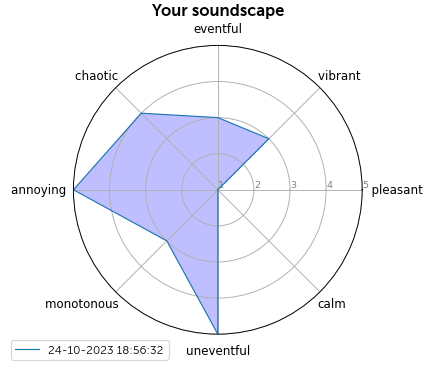 Your soundscape
eventful
chaotic
vibrant
annoying
1
2
3
4
5
pleasant
monotonous
calm
uneventful
24-10-2023 18:56:32